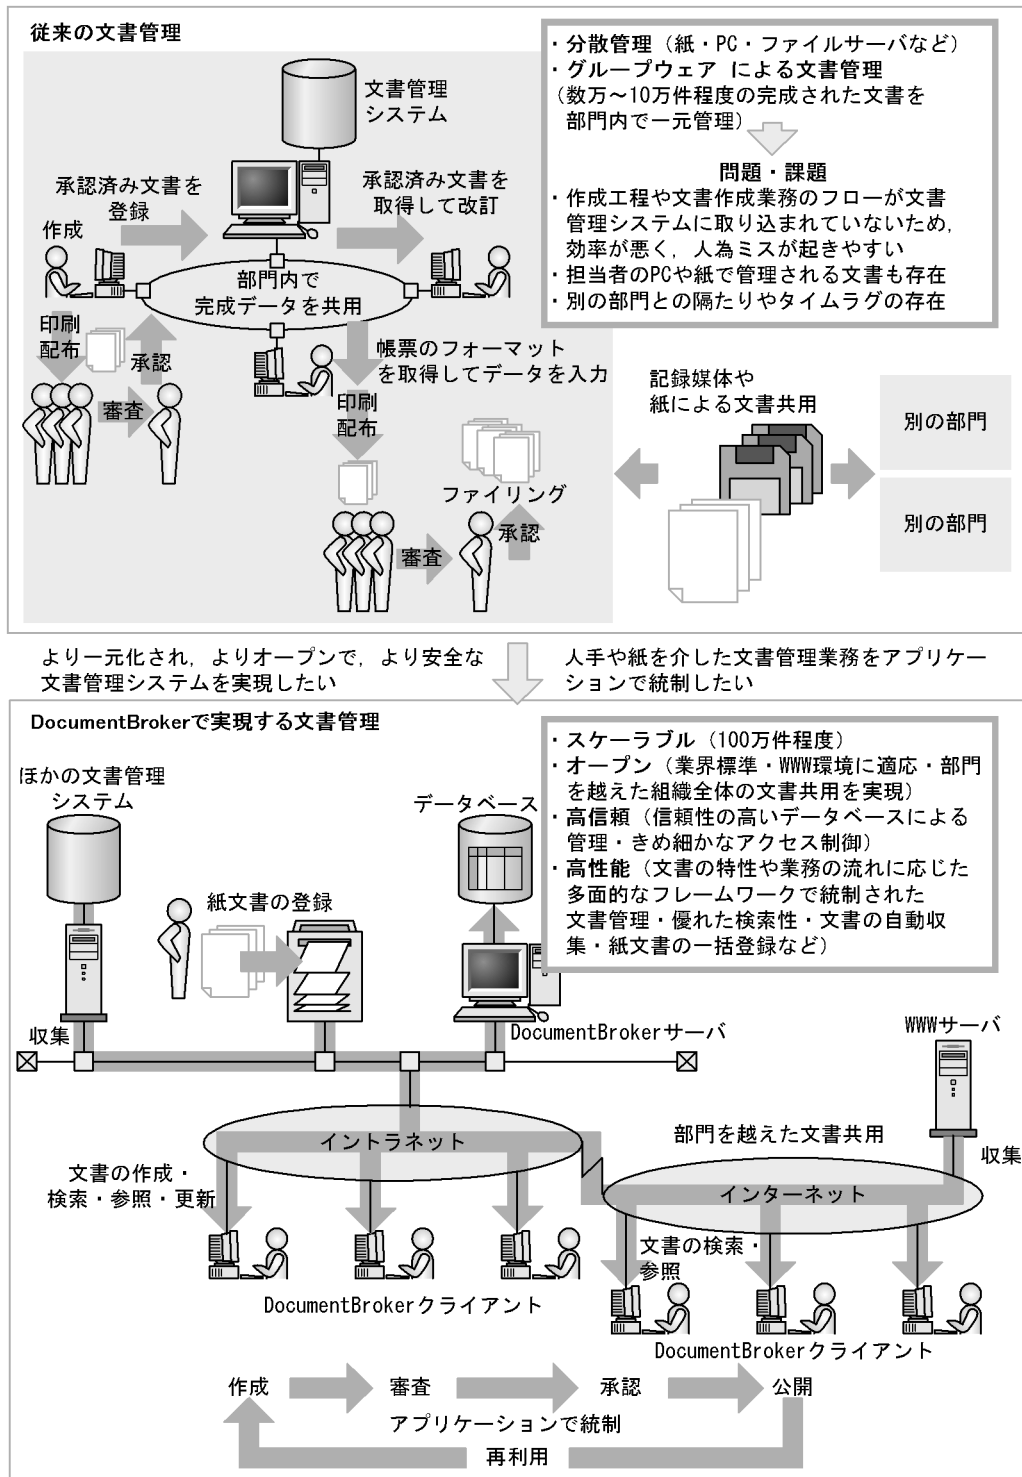 従来の文書管理
・分散管理（紙・PC・ファイルサーバなど）
・グループウェア による文書管理
（数万～10万件程度の完成された文書を
部門内で一元管理）
問題・課題
・作成工程や文書作成業務のフローが文書
管理システムに取り込まれていないため，
効率が悪く，人為ミスが起きやすい
・担当者のPCや紙で管理される文書も存在
・別の部門との隔たりやタイムラグの存在
文書管理
システム
承認済み文書を
登録
承認済み文書を
取得して改訂
作成
部門内で
完成データを共用
印刷
配布
承認
審査
帳票のフォーマット
を取得してデータを入力
印刷
配布
ファイリング
審査
承認
記録媒体や
紙による文書共用
別の部門
別の部門
より一元化され，よりオープンで，より安全な
文書管理システムを実現したい
人手や紙を介した文書管理業務をアプリケー
ションで統制したい
DocumentBrokerで実現する文書管理
・スケーラブル（100万件程度）
・オープン（業界標準・WWW環境に適応・部門
を越えた組織全体の文書共用を実現）
・高信頼（信頼性の高いデータベースによる
管理・きめ細かなアクセス制御）
・高性能（文書の特性や業務の流れに応じた
多面的なフレームワークで統制された
文書管理・優れた検索性・文書の自動収
集・紙文書の一括登録など）
ほかの文書管理
システム
データベース
紙文書の登録
収集
DocumentBrokerサーバ
WWWサーバ
イントラネット
部門を越えた文書共用
収集
文書の作成・
検索・参照・更新
インターネット
文書の検索・
参照
DocumentBrokerクライアント
DocumentBrokerクライアント
作成
審査
承認
公開
アプリケーションで統制
再利用